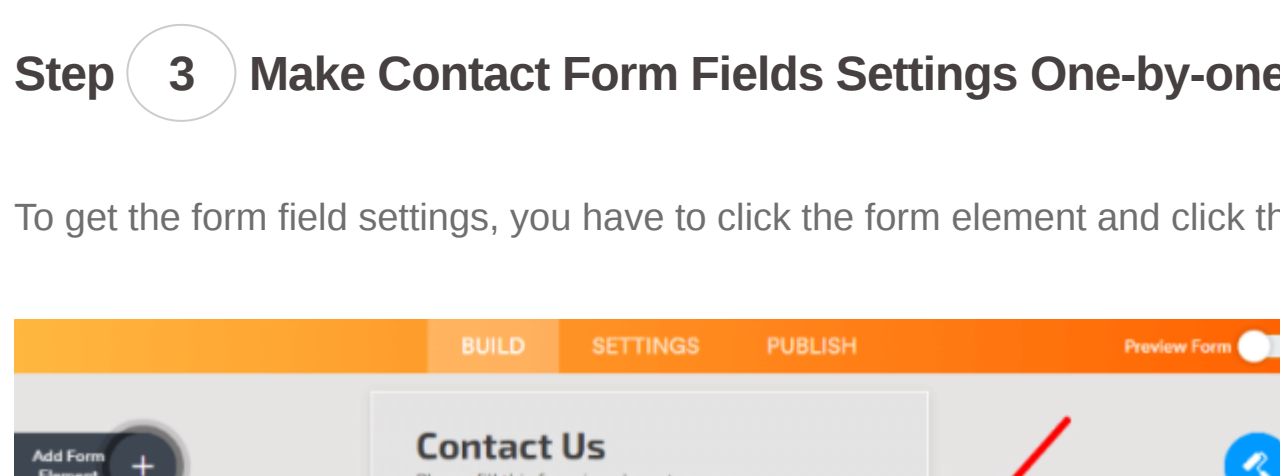 Step 3 Make Contact Form Fields Settings One-by-one
To get the form field settings, you have to click the form element and click th
BUILD SETTINGS PUBLISH Preview Form
Contact Us
Add Form
Element